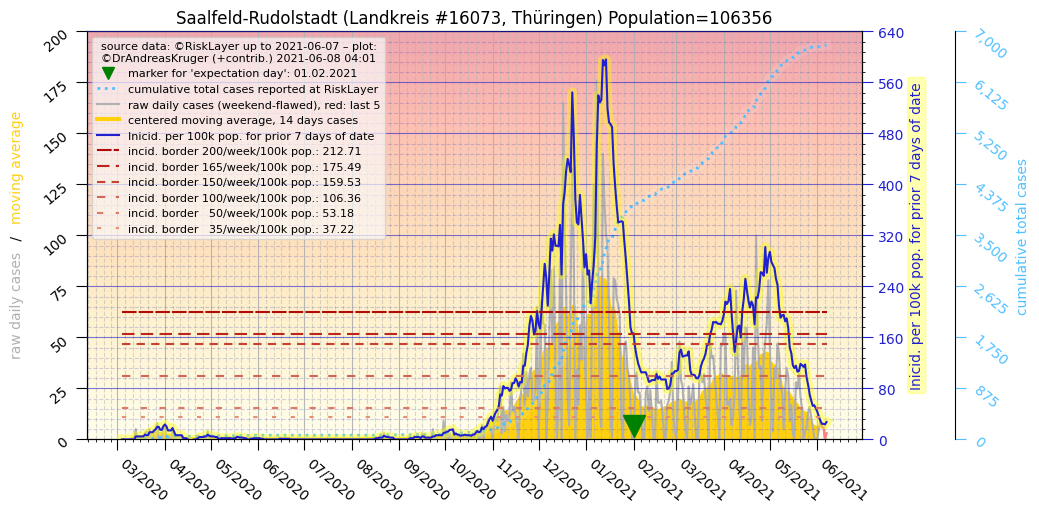 Saalfeld-Rudolstadt (Landkreis #16073, Thüringen) Population=106356
source data: ©RiskLayer up to 2021-06-07 – plot:
©DrAndreasKruger (+contrib.) 2021-06-08 04:01
marker for 'expectation day': 01.02.2021
cumulative total cases reported at RiskLayer
raw daily cases (weekend-flawed), red: last 5
centered moving average, 14 days cases
Inicid. per 100k pop. for prior 7 days of date
incid. border 200/week/100k pop.: 212.71
incid. border 165/week/100k pop.: 175.49
incid. border 150/week/100k pop.: 159.53
incid. border 100/week/100k pop.: 106.36
incid. border 50/week/100k pop.: 53.18
incid. border 35/week/100k pop.: 37.22
raw daily cases / moving average
200
175
150
125
100
75
50
25
0
640
560
480
400
320
240
160
80
0
Inicid. per 100k pop. for prior 7 days of date
7,000
6,125
5,250
4,375
3,500
2,625
1,750
875
0
cumulative total cases
03/2020
04/2020
05/2020
06/2020
07/2020
08/2020
09/2020
10/2020
11/2020
12/2020
01/2021
02/2021
03/2021
04/2021
05/2021
06/2021